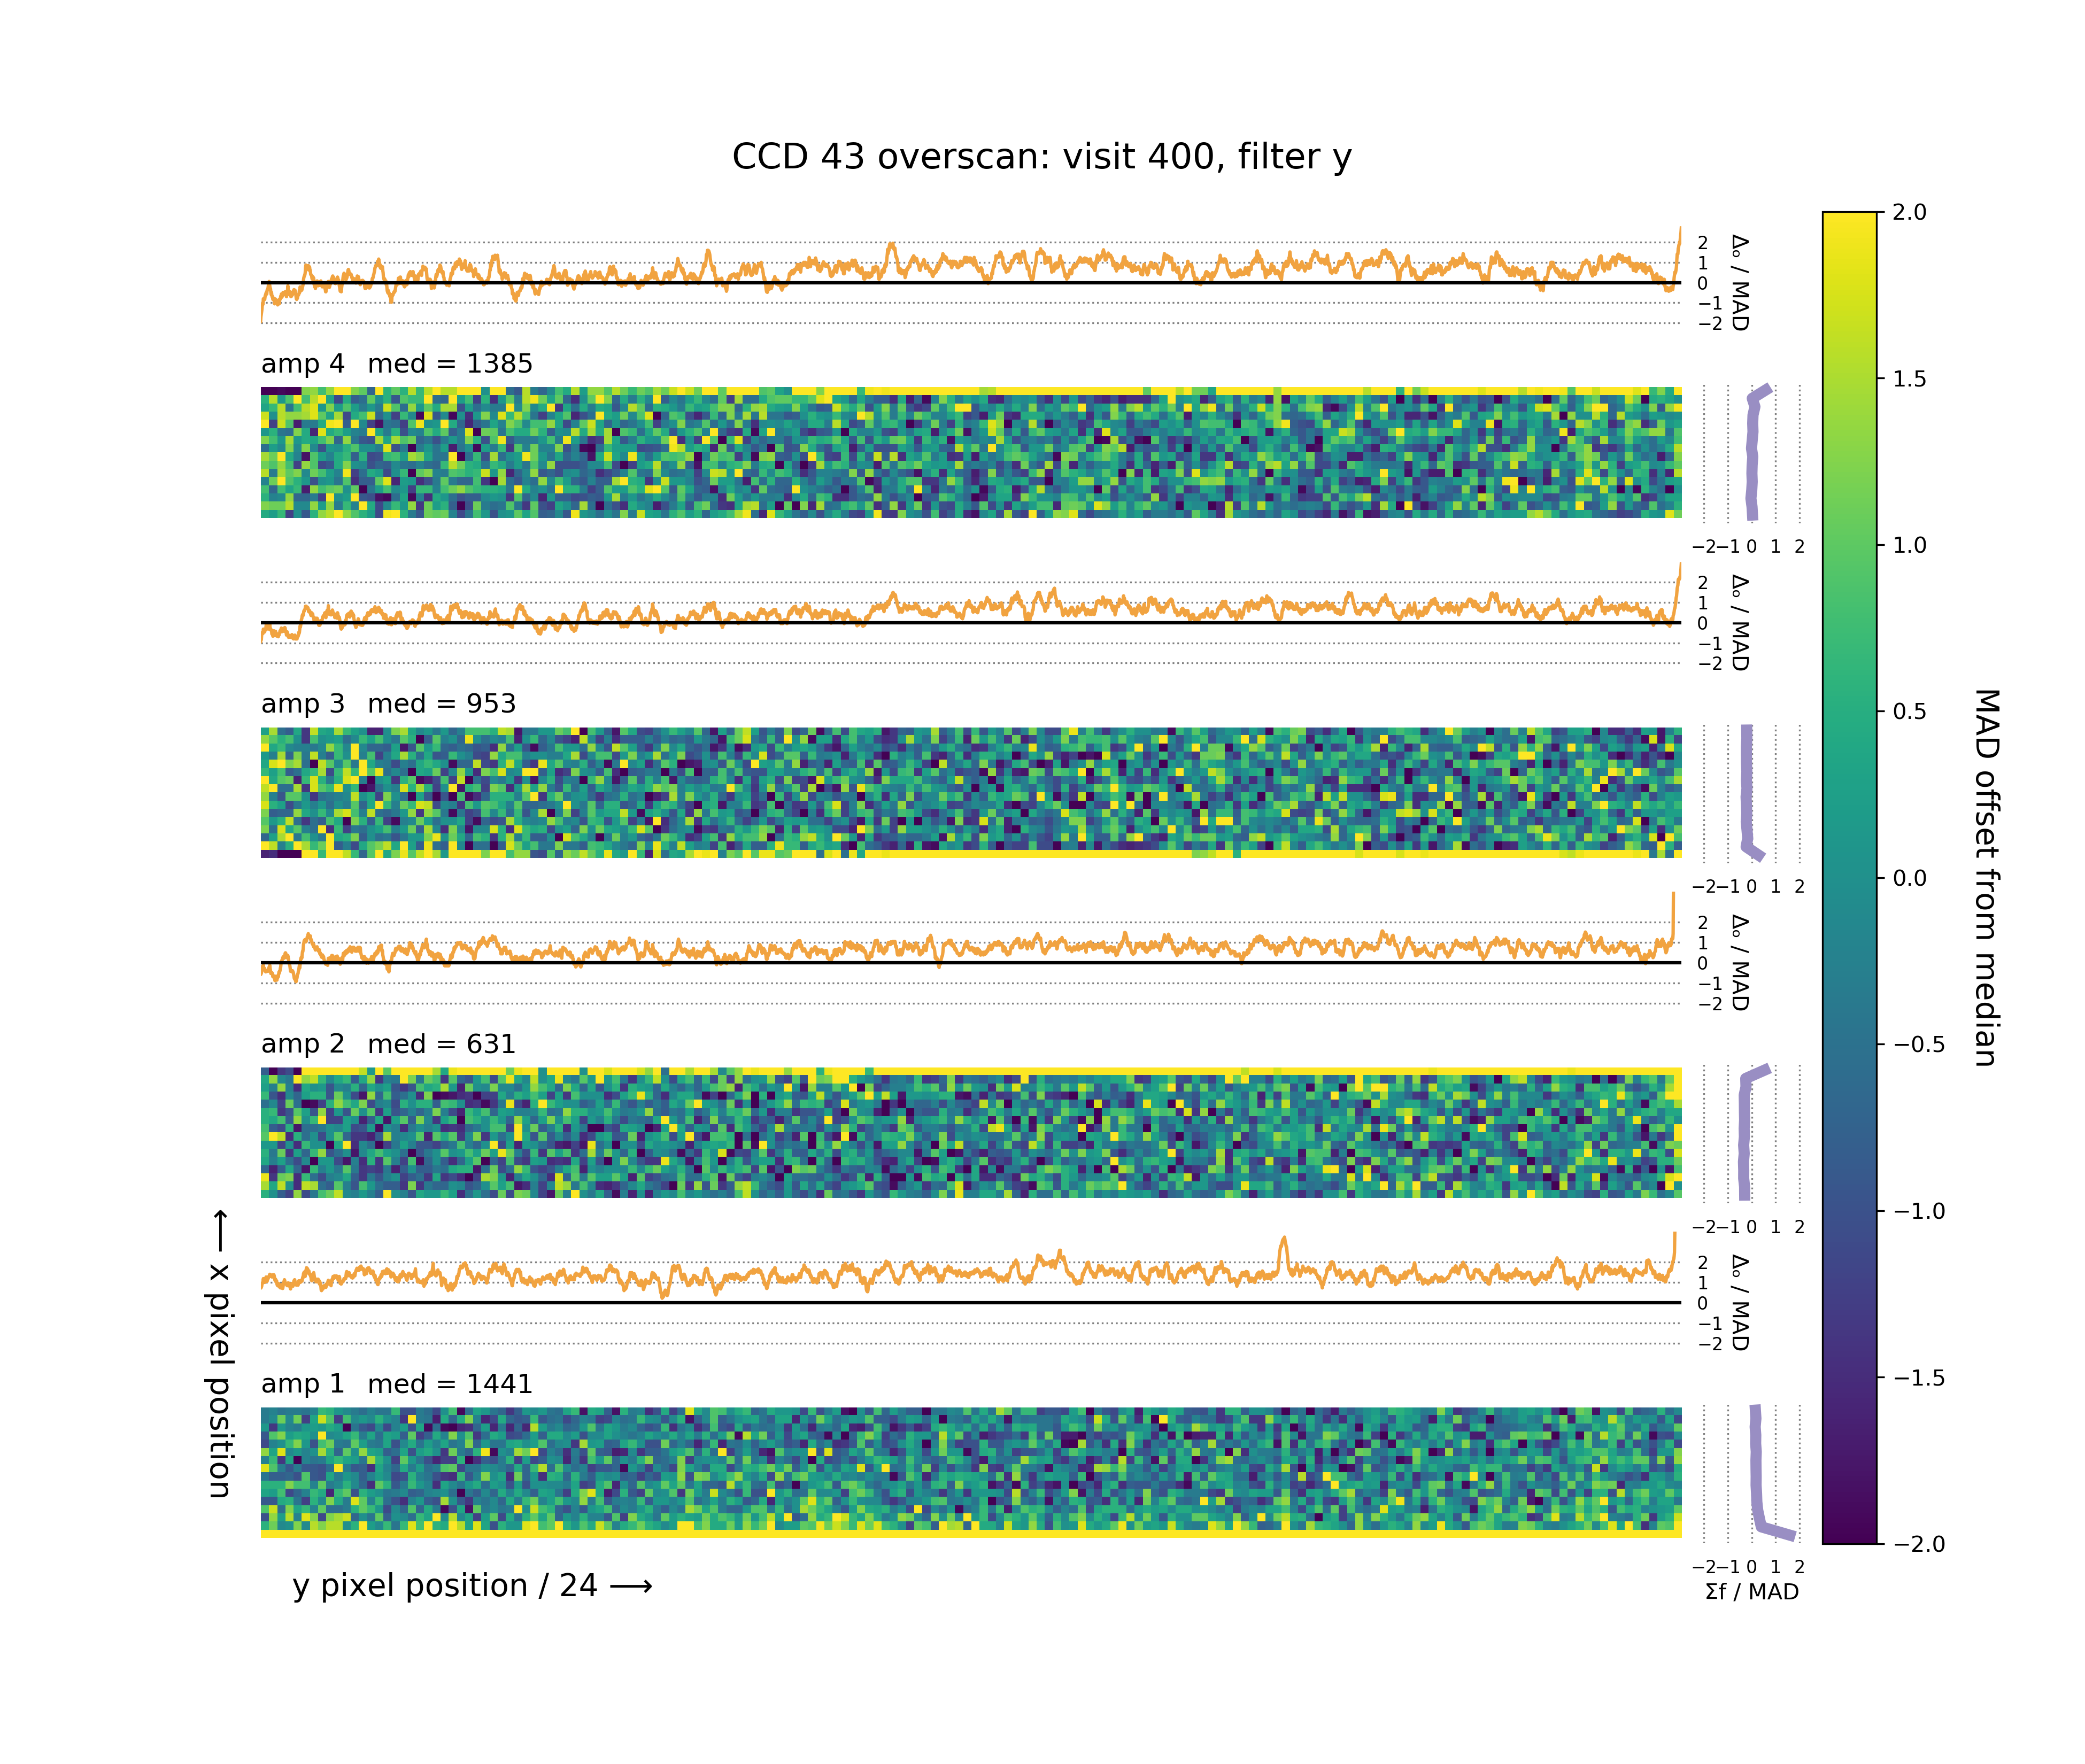 CCD 43 overscan: visit 400, filter y
2
1
0
−1
−2
Δₒ / MAD
amp 4 med = 1385
−2 −1 0 1 2
2
1
0
−1
−2
Δₒ / MAD
amp 3 med = 953
−2 −1 0 1 2
2
1
0
−1
−2
Δₒ / MAD
amp 2 med = 631
−2 −1 0 1 2
2
1
0
−1
−2
Δₒ / MAD
amp 1 med = 1441
−2 −1 0 1 2
Σf / MAD
y pixel position / 24 ⟶
⟵ x pixel position
2.0
1.5
1.0
0.5
0.0
−0.5
−1.0
−1.5
−2.0
MAD offset from median